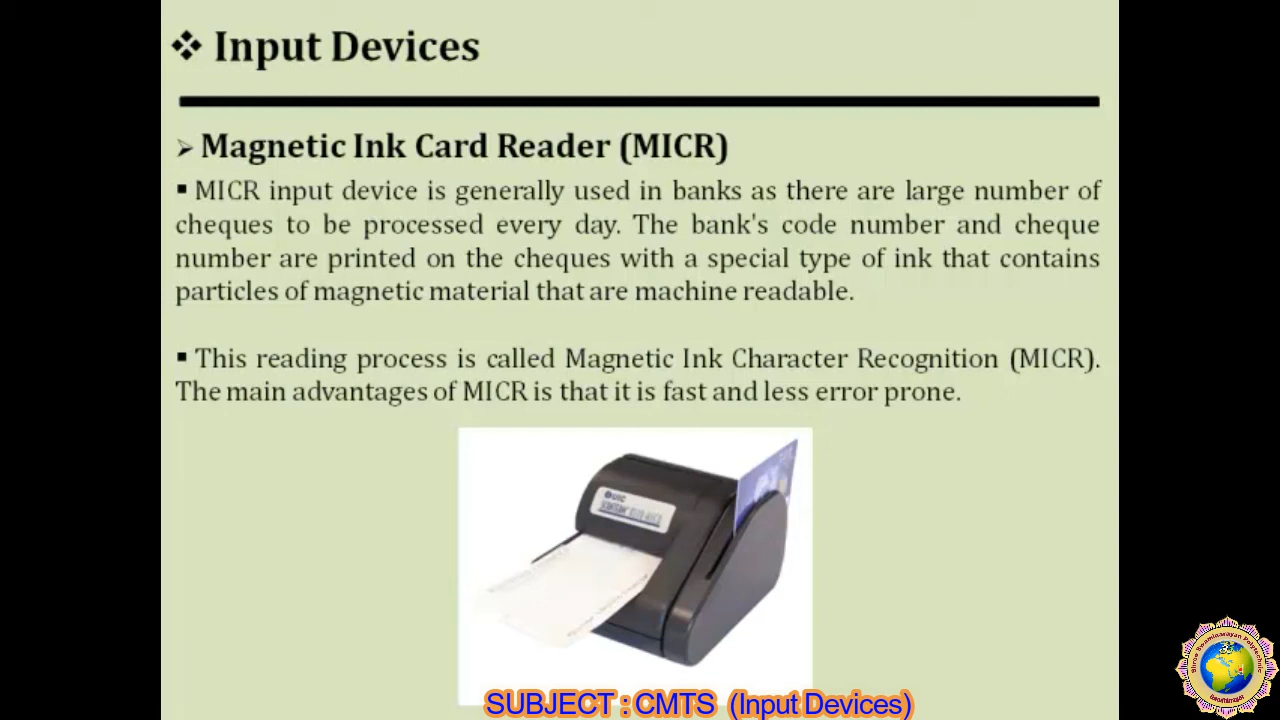 ❖ Input Devices
➢ Magnetic Ink Card Reader (MICR)
▪ MICR input device is generally used in banks as there are large number of
cheques to be processed every day. The bank's code number and cheque
number are printed on the cheques with a special type of ink that contains
particles of magnetic material that are machine readable.
▪ This reading process is called Magnetic Ink Character Recognition (MICR).
The main advantages of MICR is that it is fast and less error prone.
UIC
SUBJECT : CMTS (Input Devices)